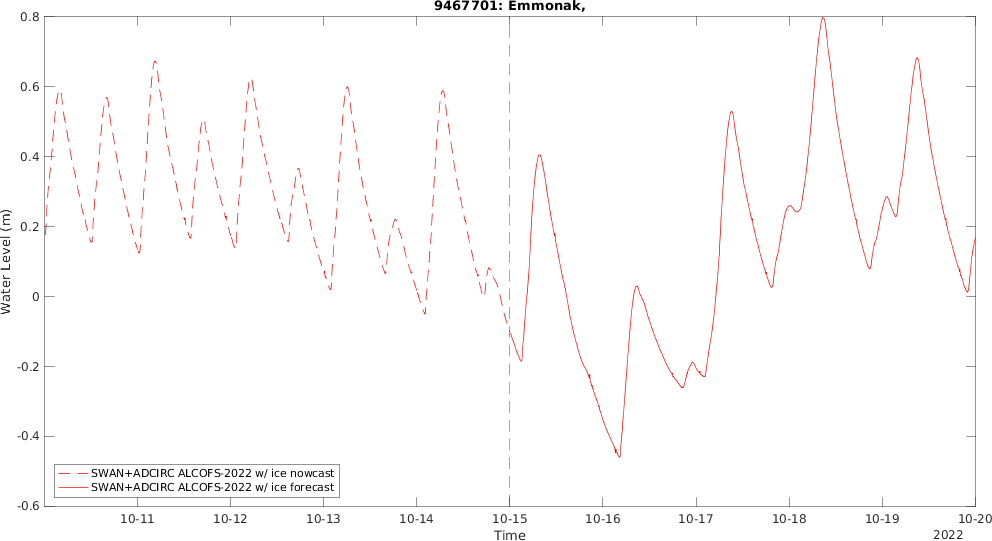 9467701: Emmonak,
0.8
0.6
0.4
0.2
0
-0.2
-0.4
-0.6
Water Level (m)
SWAN+ADCIRC ALCOFS-2022 w/ ice nowcast
SWAN+ADCIRC ALCOFS-2022 w/ ice forecast
10-11 10-12 10-13 10-14 10-15 10-16 10-17 10-18 10-19 10-20
Time
2022